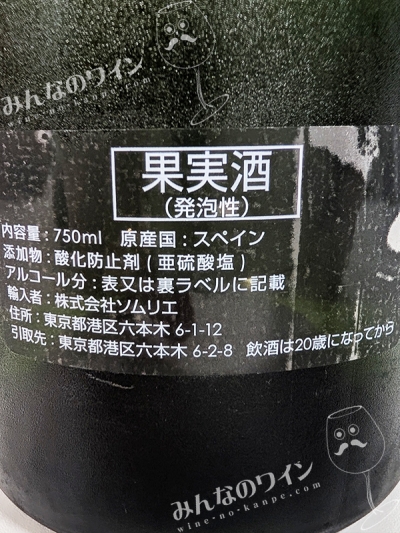 みんなのワイン
果実酒
(発泡性)
内容量：750ml 原産国：スペイン
添加物：酸化防止剤(亜硫酸塩)
アルコール分：表又は裏ラベルに記載
輸入者：株式会社ソムリエ
住所：東京都港区六本木 6-1-12
引取先：東京都港区六本木 6-2-8 飲酒は20歳になってから
みんなのワイン
wine-no-kanpe.com